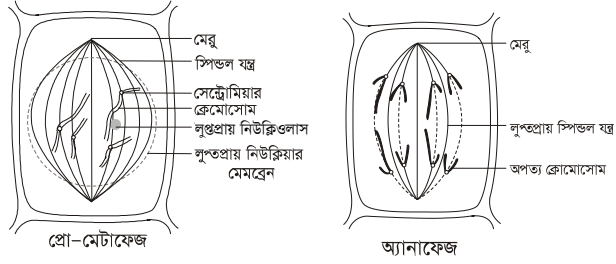 মেরু
স্পিন্ডল যন্ত্র
সেন্ট্রোমিয়ার
ক্রেমোসোম
লুপ্তপ্রায় নিউক্লিওলাস
লুপ্তপ্রায় নিউক্লিয়ার
মেমব্রেন
প্রো-মেটাফেজ
মেরু
লুপ্তপ্রায় স্পিন্ডল যন্ত্র
অপত্য ক্রোমোসোম
অ্যানাফেজ